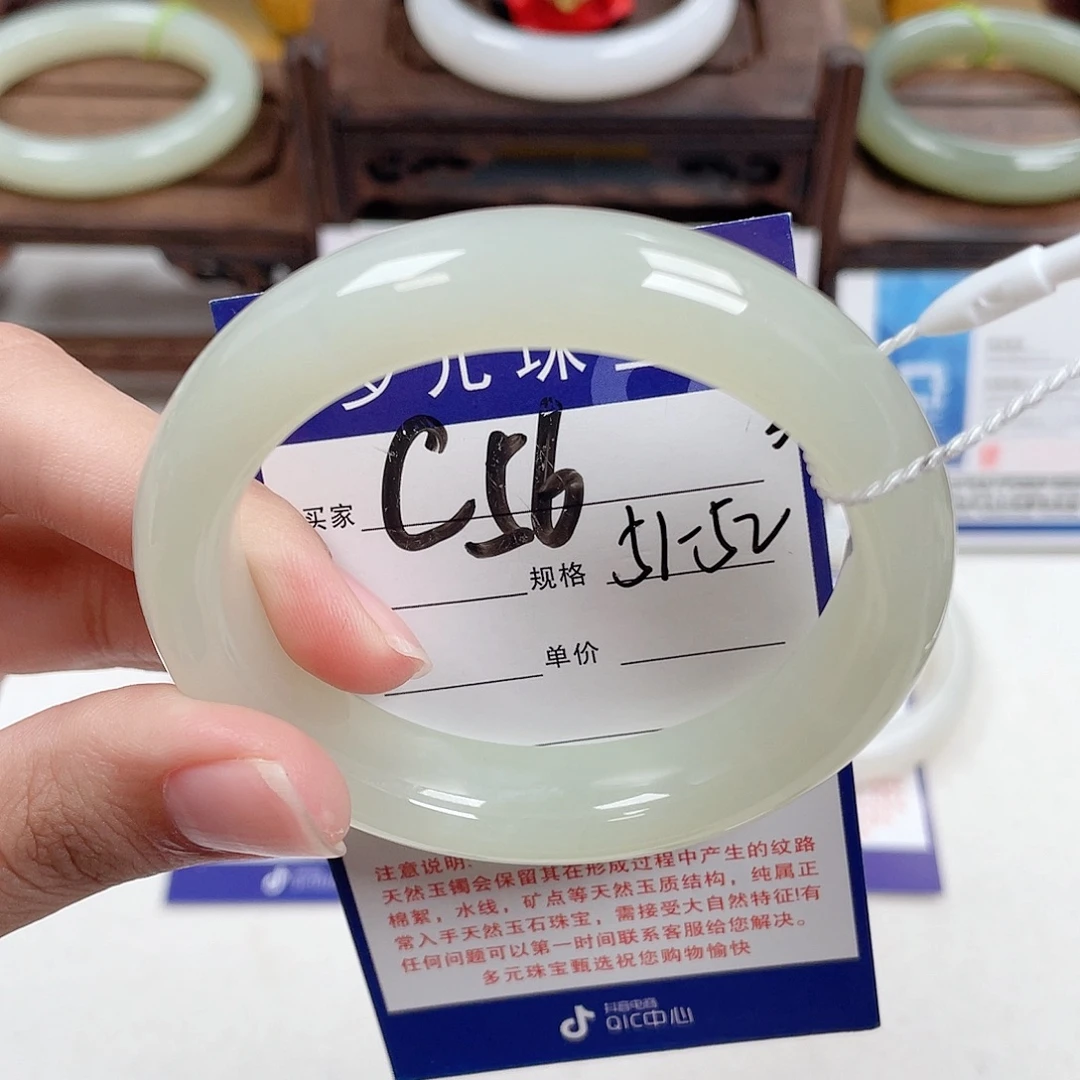 多元珠宝
买家 C56
规格 51-52
单价
注意说明:
天然玉镯会保留其在形成过程中产生的纹路
棉絮，水线，矿点等天然玉质结构，纯属正
常入手天然玉石珠宝，需接受大自然特征!有
任何问题可以第一时间联系客服给您解决。
多元珠宝甄选祝您购物愉快
抖音电商
QIC中心